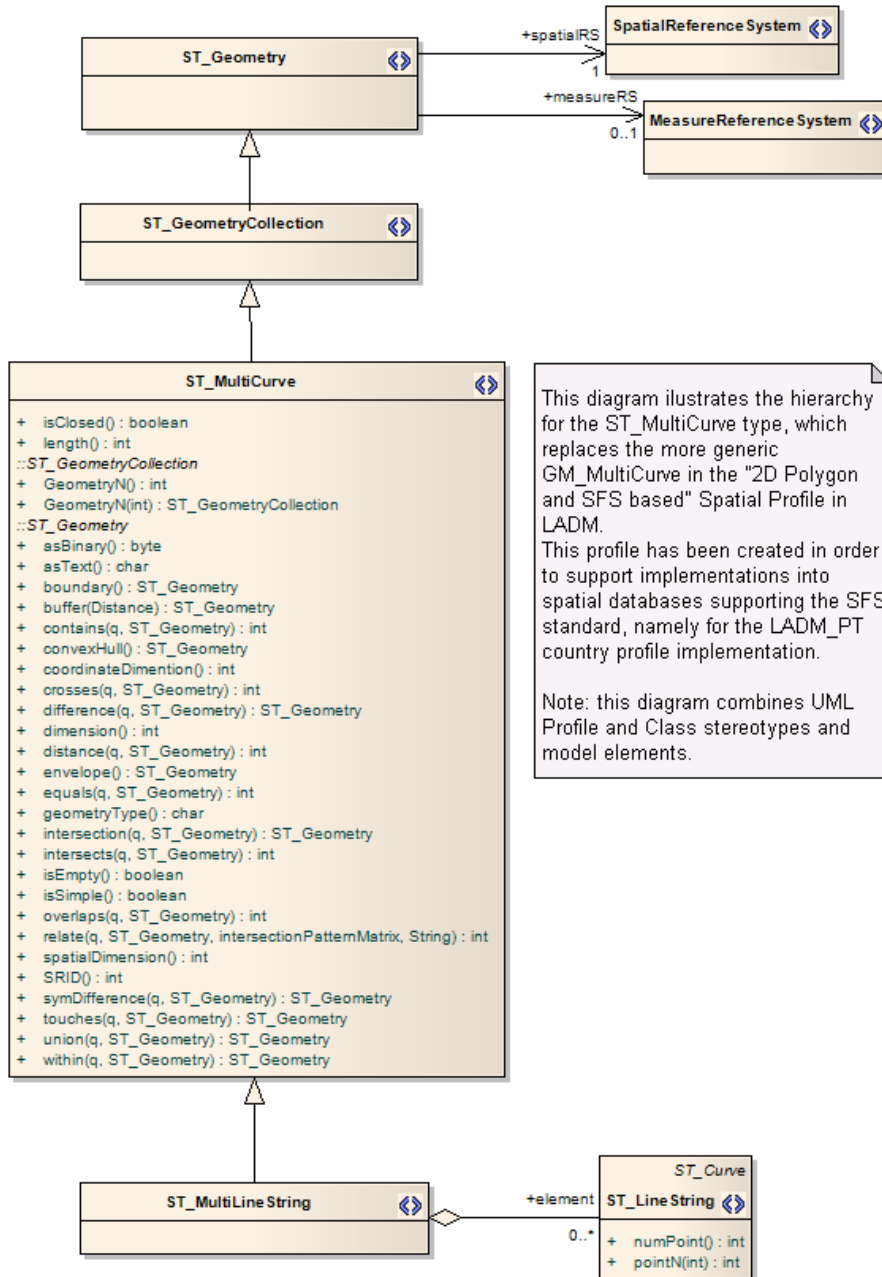 ST_Geometry
+spatialRS
1
SpatialReferenceSystem
+measureRS
0..1
MeasureReferenceSystem
ST_GeometryCollection
ST_MultiCurve
+ isClosed() : boolean
+ length() : int
::ST_GeometryCollection
+ GeometryN() : int
+ GeometryN(int) : ST_GeometryCollection
::ST_Geometry
+ asBinary() : byte
+ asText() : char
+ boundary() : ST_Geometry
+ buffer(Distance) : ST_Geometry
+ contains(q, ST_Geometry) : int
+ convexHull() : ST_Geometry
+ coordinateDimention() : int
+ crosses(q, ST_Geometry) : int
+ difference(q, ST_Geometry) : ST_Geometry
+ dimension() : int
+ distance(q, ST_Geometry) : int
+ envelope() : ST_Geometry
+ equals(q, ST_Geometry) : int
+ geometryType() : char
+ intersection(q, ST_Geometry) : ST_Geometry
+ intersects(q, ST_Geometry) : int
+ isEmpty() : boolean
+ isSimple() : boolean
+ overlaps(q, ST_Geometry) : int
+ relate(q, ST_Geometry, intersectionPatternMatrix, String) : int
+ spatialDimension() : int
+ SRID() : int
+ symDifference(q, ST_Geometry) : ST_Geometry
+ touches(q, ST_Geometry) : ST_Geometry
+ union(q, ST_Geometry) : ST_Geometry
+ within(q, ST_Geometry) : ST_Geometry
This diagram ilustrates the hierarchy
for the ST_MultiCurve type, which
replaces the more generic
GM_MultiCurve in the "2D Polygon
and SFS based" Spatial Profile in
LADM.
This profile has been created in order
to support implementations into
spatial databases supporting the SFS
standard, namely for the LADM_PT
country profile implementation.
Note: this diagram combines UML
Profile and Class stereotypes and
model elements.
ST_MultiLineString
+element
0..*
ST_Curve
ST_LineString
+ numPoint() : int
+ pointN(int) : int